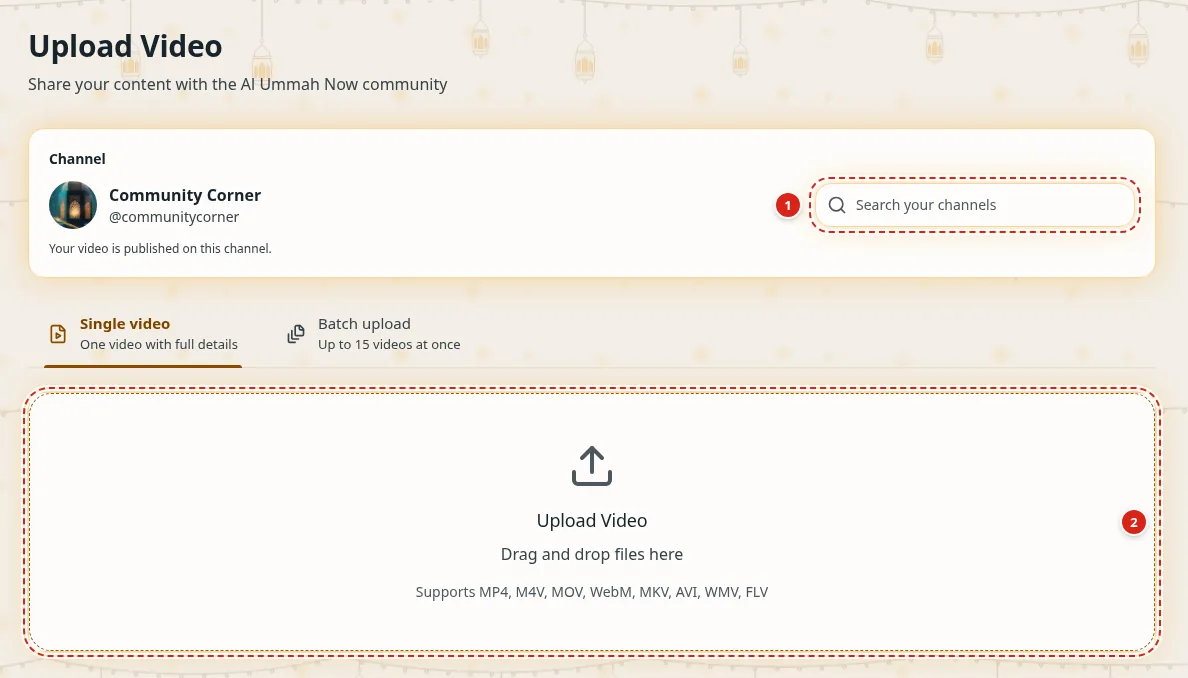 Upload Video
Share your content with the Al Ummah Now community
Channel
Community Corner
@communitycorner
Your video is published on this channel.
1
Search your channels
Single video
One video with full details
Batch upload
Up to 15 videos at once
Upload Video
Drag and drop files here
Supports MP4, M4V, MOV, WebM, MKV, AVI, WMV, FLV
2